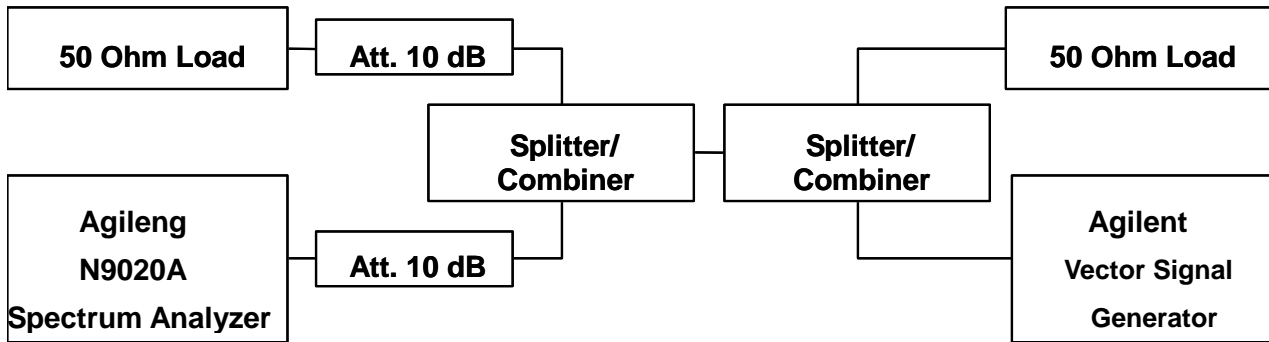 50 Ohm Load
Att. 10 dB
50 Ohm Load
Splitter/
Combiner
Splitter/
Combiner
Agileng
N9020A
Spectrum Analyzer
Att. 10 dB
Agilent
Vector Signal
Generator